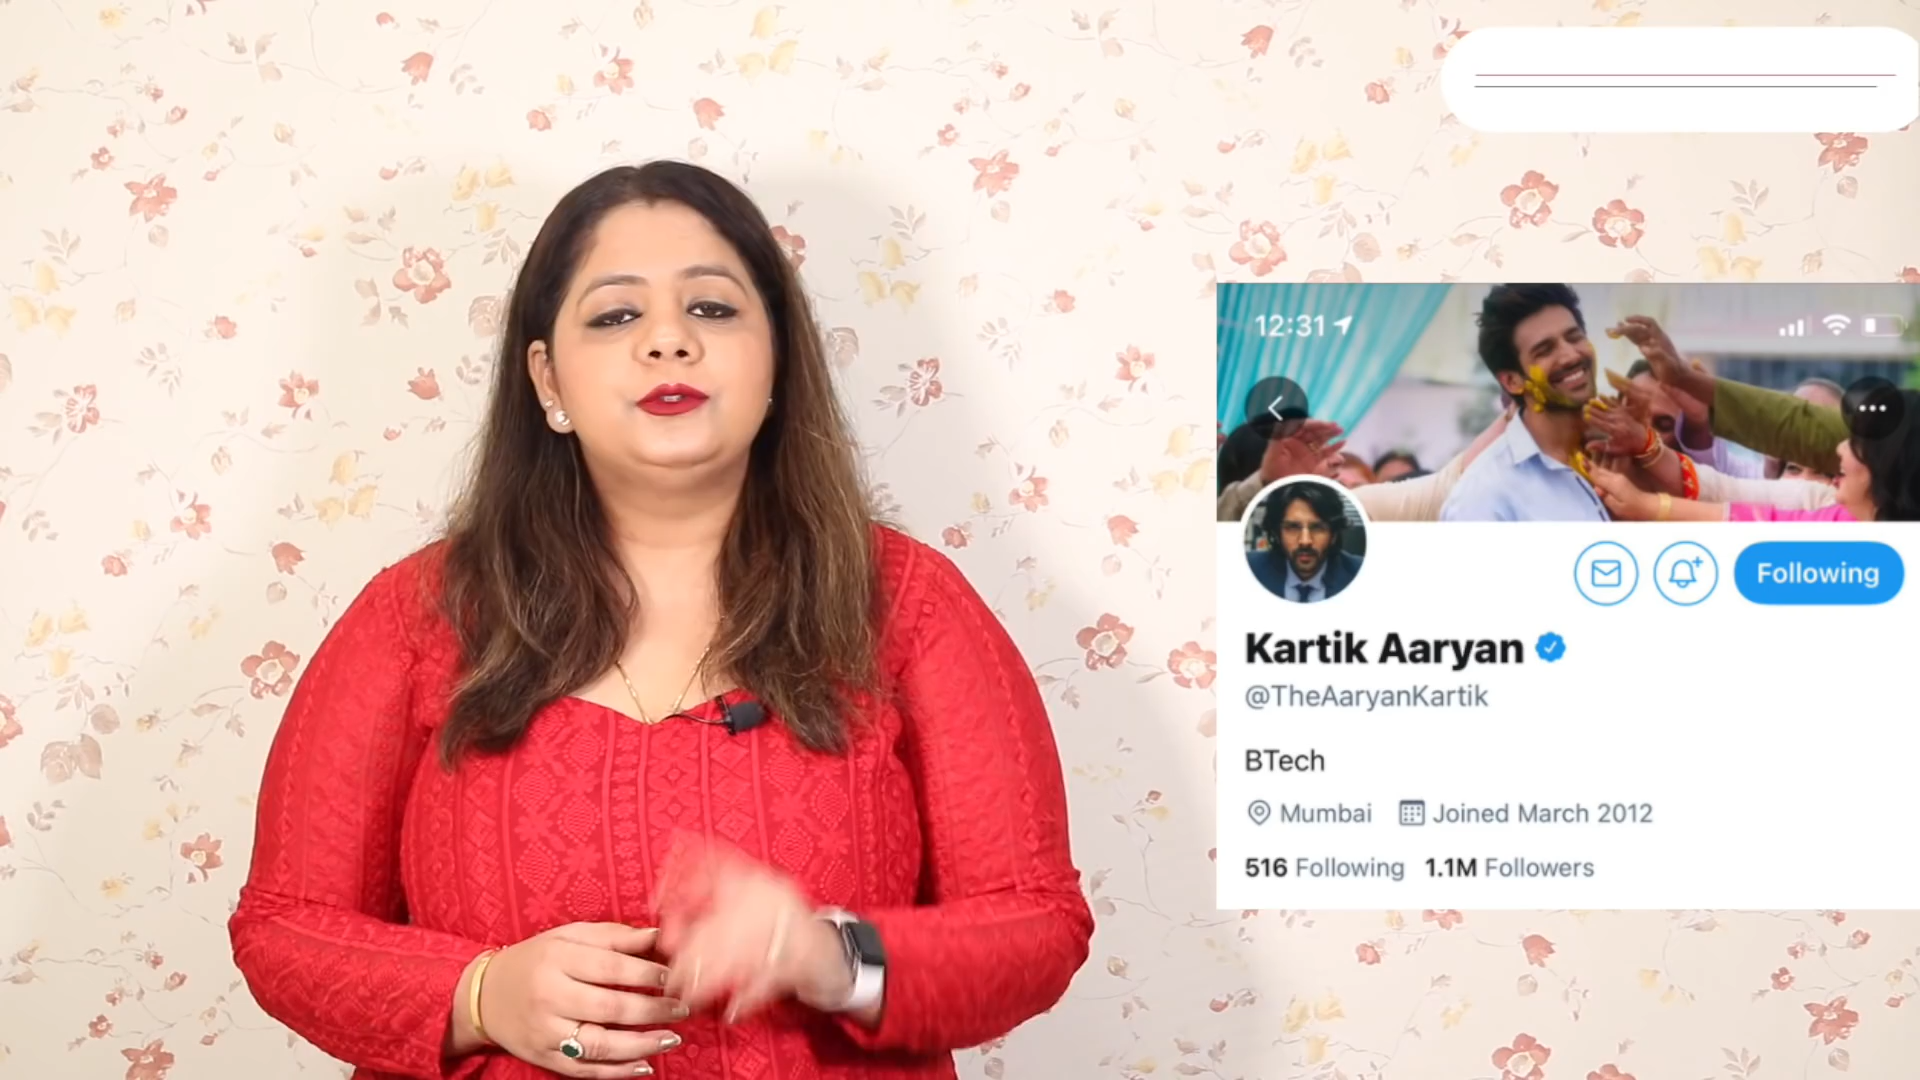 12:31
Following
Kartik Aaryan
@TheAaryanKartik
BTech
Mumbai Joined March 2012
516 Following 1.1M Followers